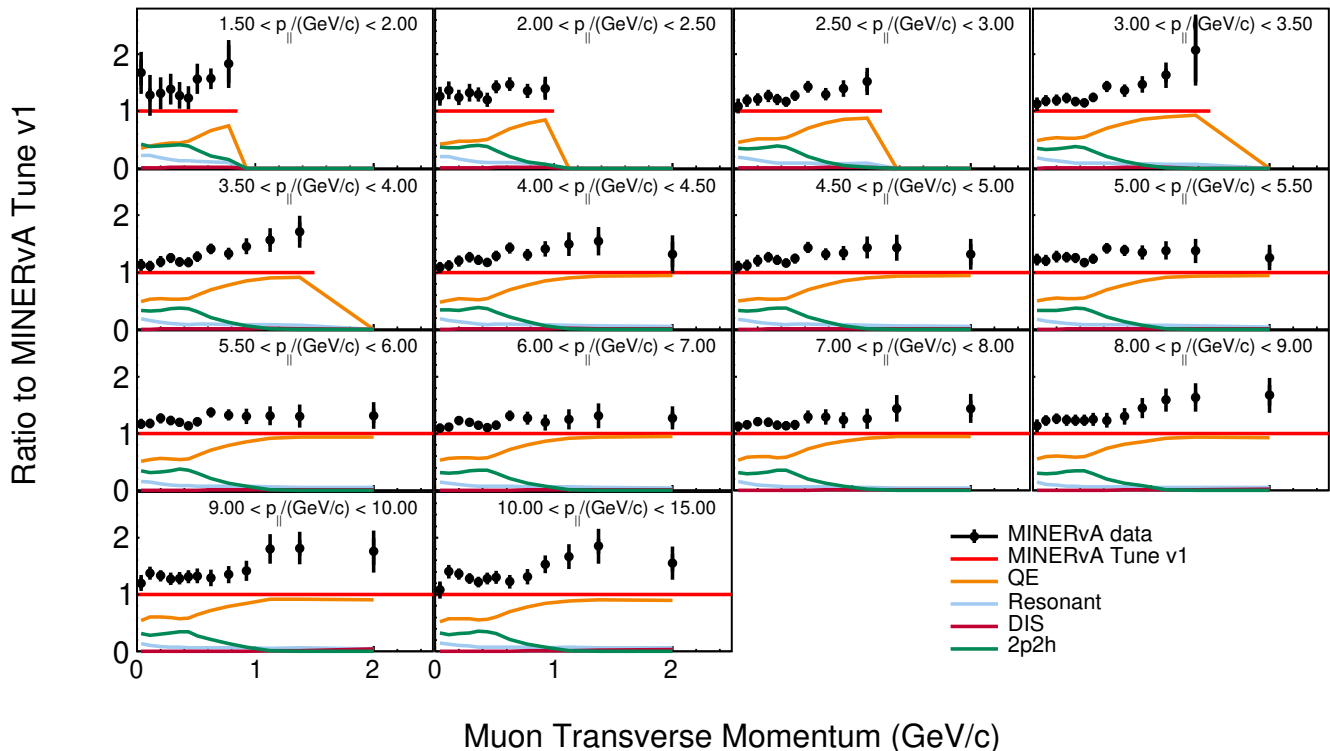 Ratio to MINERvA Tune v1
1.50 < p||/(GeV/c) < 2.00
2.00 < p||/(GeV/c) < 2.50
2.50 < p||/(GeV/c) < 3.00
3.00 < p||/(GeV/c) < 3.50
2
1
0
3.50 < p||/(GeV/c) < 4.00
4.00 < p||/(GeV/c) < 4.50
4.50 < p||/(GeV/c) < 5.00
5.00 < p||/(GeV/c) < 5.50
2
1
0
5.50 < p||/(GeV/c) < 6.00
6.00 < p||/(GeV/c) < 7.00
7.00 < p||/(GeV/c) < 8.00
8.00 < p||/(GeV/c) < 9.00
2
1
0
9.00 < p||/(GeV/c) < 10.00
10.00 < p||/(GeV/c) < 15.00
2
1
0
0 1 2
0 1 2
MINERvA data
MINERvA Tune v1
QE
Resonant
DIS
2p2h
Muon Transverse Momentum (GeV/c)